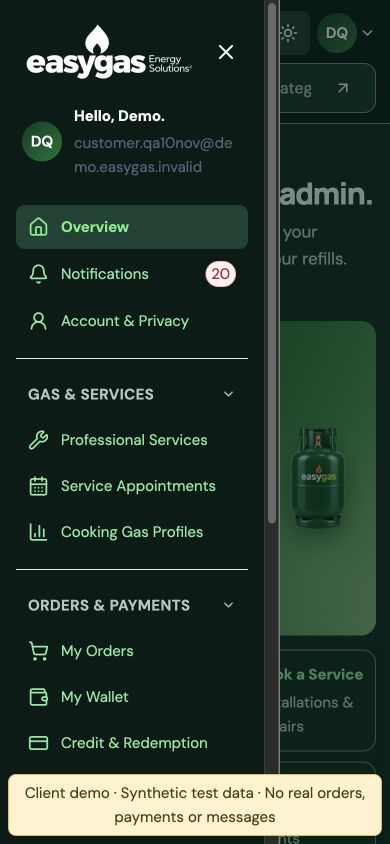 easygas Energy Solutions®
DQ
ateg
Hello, Demo.
DQ
customer.qa10nov@de
mo.easygas.invalid
admin.
your
ur refills.
Overview
Notifications
20
Account & Privacy
GAS & SERVICES
Professional Services
easygas
Service Appointments
Cooking Gas Profiles
ORDERS & PAYMENTS
My Orders
k a Service
My Wallet
tallations &
airs
Credit & Redemption
Client demo · Synthetic test data · No real orders,
payments or messages